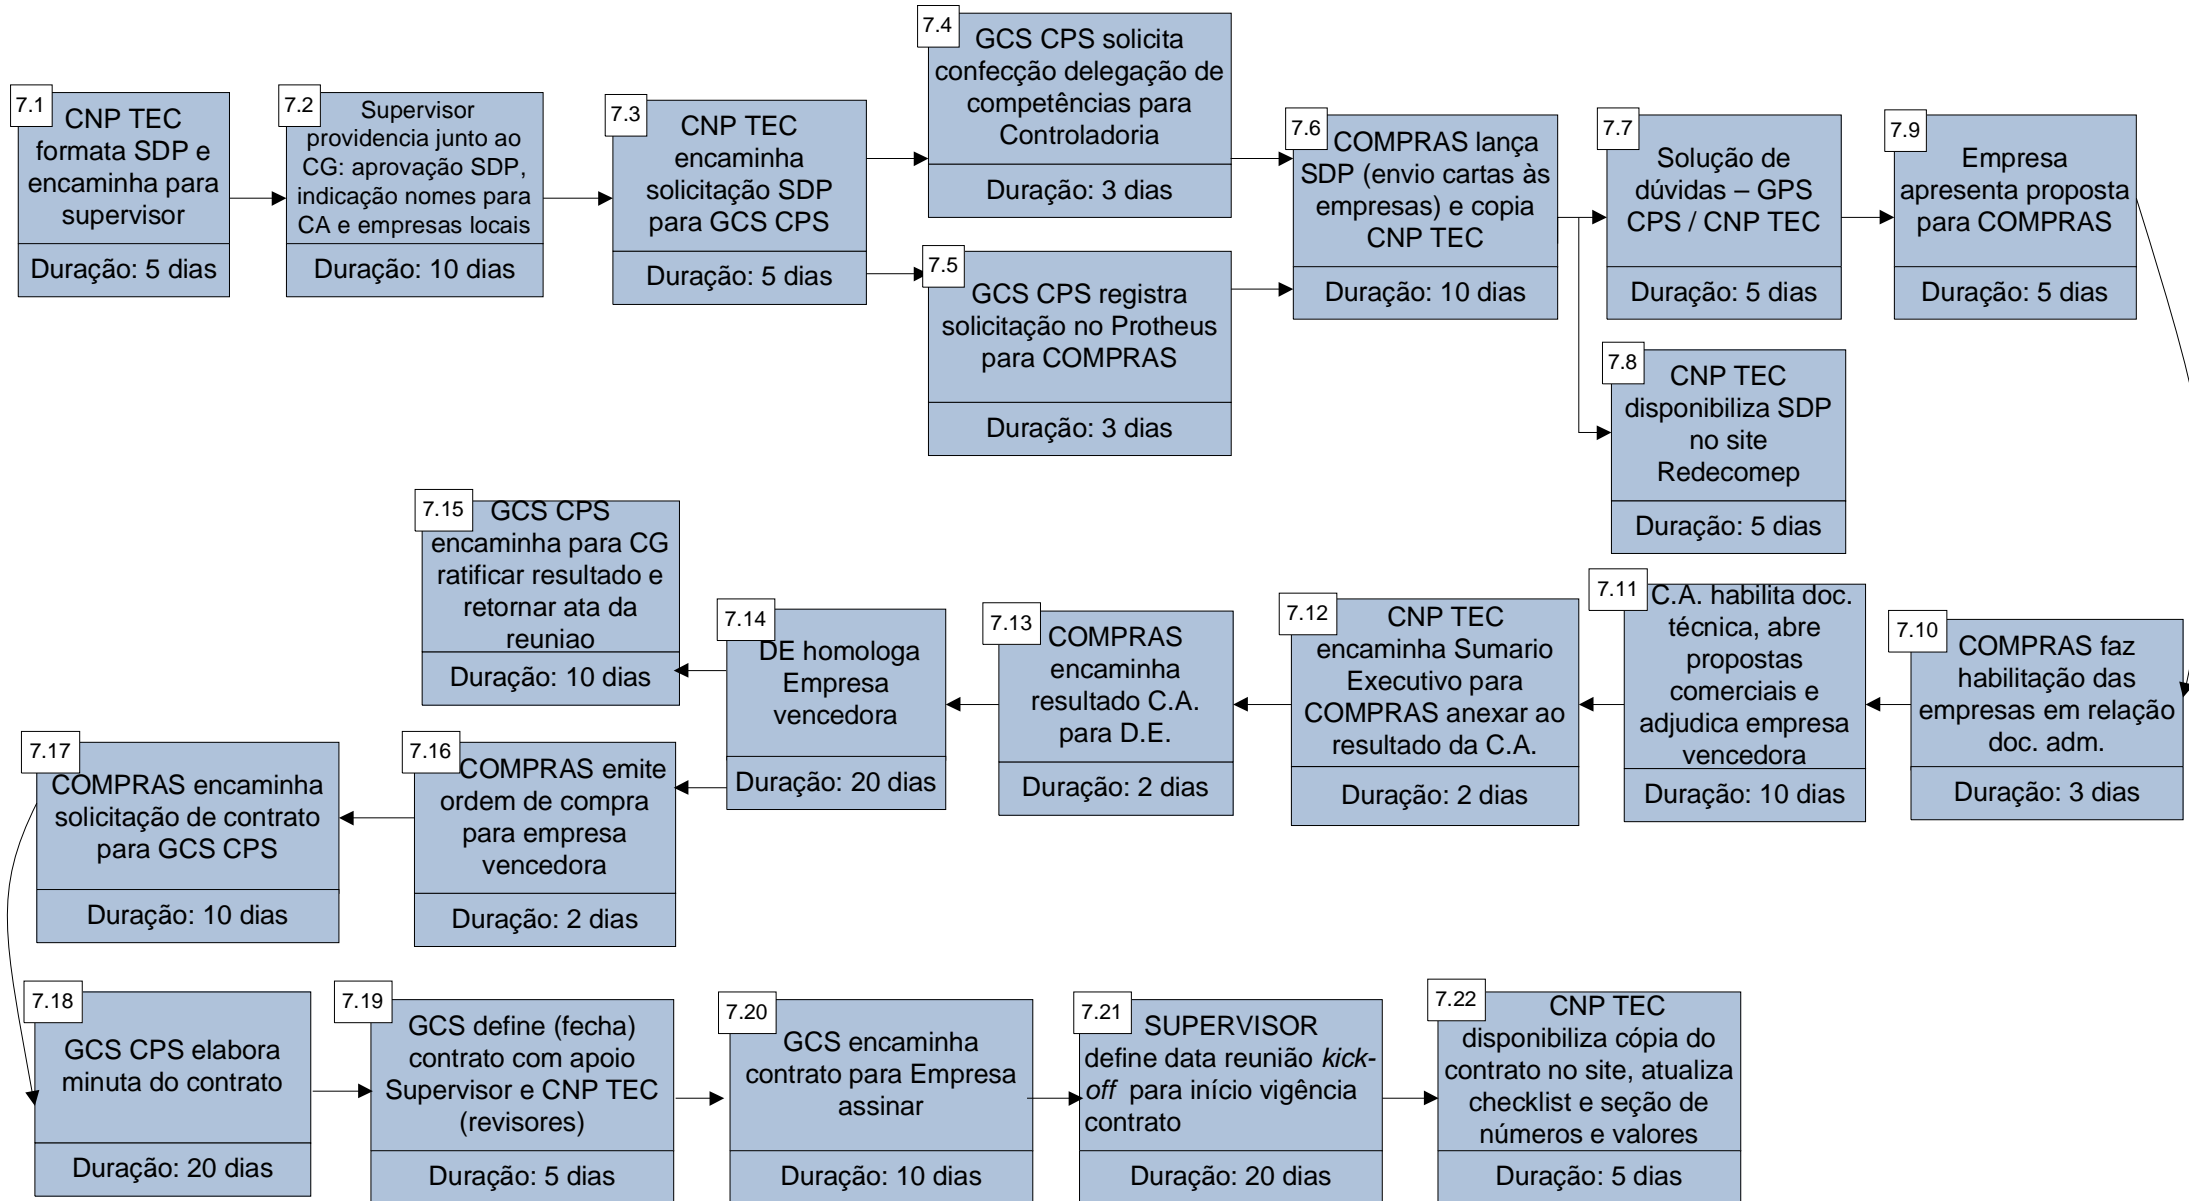 7.1
CNP TEC
formata SDP e
encaminha para
supervisor
Duração: 5 dias
7.2
Supervisor
providencia junto ao
CG: aprovação SDP,
indicação nomes para
CA e empresas locais
Duração: 10 dias
7.3
CNP TEC
encaminha
solicitação SDP
para GCS CPS
Duração: 5 dias
7.4
GCS CPS solicita
confecção delegação de
competências para
Controladoria
Duração: 3 dias
7.5
GCS CPS registra
solicitação no Protheus
para COMPRAS
Duração: 3 dias
7.6
COMPRAS lança
SDP (envio cartas às
empresas) e copia
CNP TEC
Duração: 10 dias
7.7
Solução de
dúvidas – GPS
CPS / CNP TEC
Duração: 5 dias
7.8
CNP TEC
disponibiliza SDP
no site
Redecomep
Duração: 5 dias
7.9
Empresa
apresenta proposta
para COMPRAS
Duração: 5 dias
7.10
COMPRAS faz
habilitação das
empresas em relação
doc. adm.
Duração: 3 dias
7.11
C.A. habilita doc.
técnica, abre
propostas
comerciais e
adjudica empresa
vencedora
Duração: 10 dias
7.12
CNP TEC
encaminha Sumario
Executivo para
COMPRAS anexar ao
resultado da C.A.
Duração: 2 dias
7.13
COMPRAS
encaminha
resultado C.A.
para D.E.
Duração: 2 dias
7.14
DE homologa
Empresa
vencedora
Duração: 20 dias
7.15
GCS CPS
encaminha para CG
ratificar resultado e
retornar ata da
reuniao
Duração: 10 dias
7.16
COMPRAS emite
ordem de compra
para empresa
vencedora
Duração: 2 dias
7.17
COMPRAS encaminha
solicitação de contrato
para GCS CPS
Duração: 10 dias
7.18
GCS CPS elabora
minuta do contrato
Duração: 20 dias
7.19
GCS define (fecha)
contrato com apoio
Supervisor e CNP TEC
(revisores)
Duração: 5 dias
7.20
GCS encaminha
contrato para Empresa
assinar
Duração: 10 dias
7.21
SUPERVISOR
define data reunião kick-
off para início vigência
contrato
Duração: 20 dias
7.22
CNP TEC
disponibiliza cópia do
contrato no site, atualiza
checklist e seção de
números e valores
Duração: 5 dias